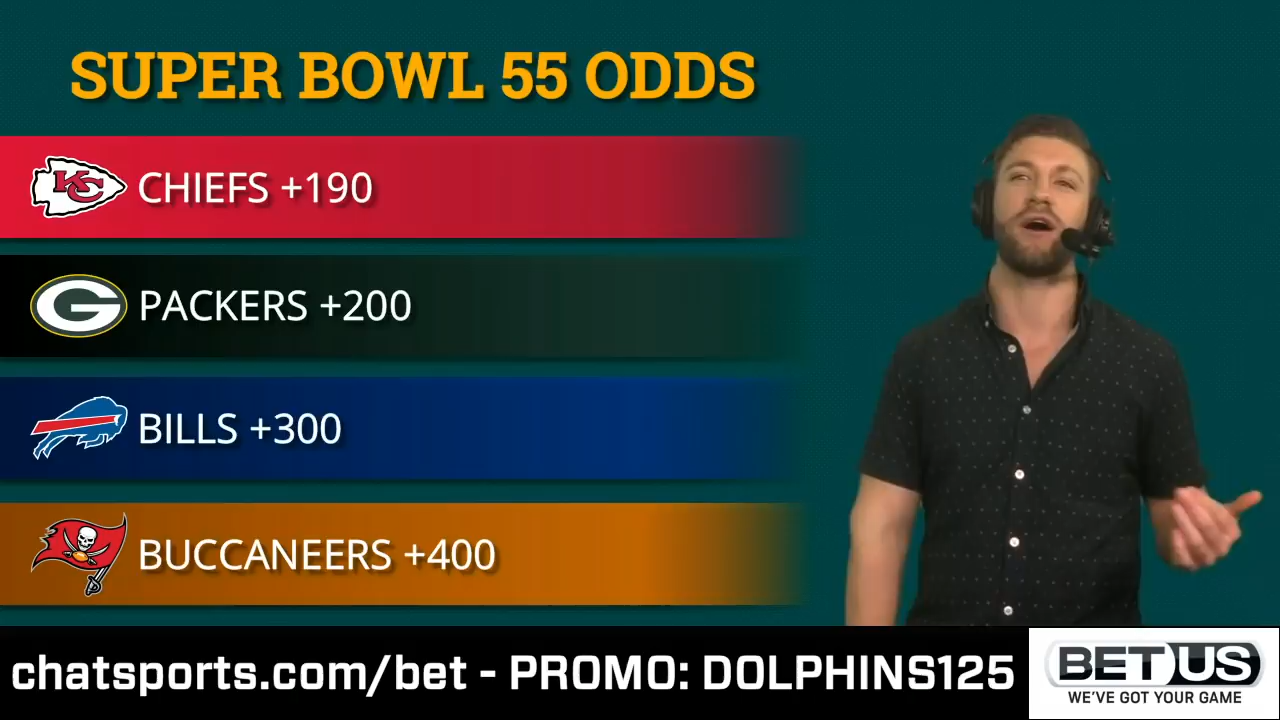 SUPER BOWL 55 ODDS
KC
CHIEFS +190
G
PACKERS +200
BILLS +300
BUCCANEERS +400
chatsports.com/bet - PROMO: DOLPHINS125
BETUS
WE'VE GOT YOUR GAME